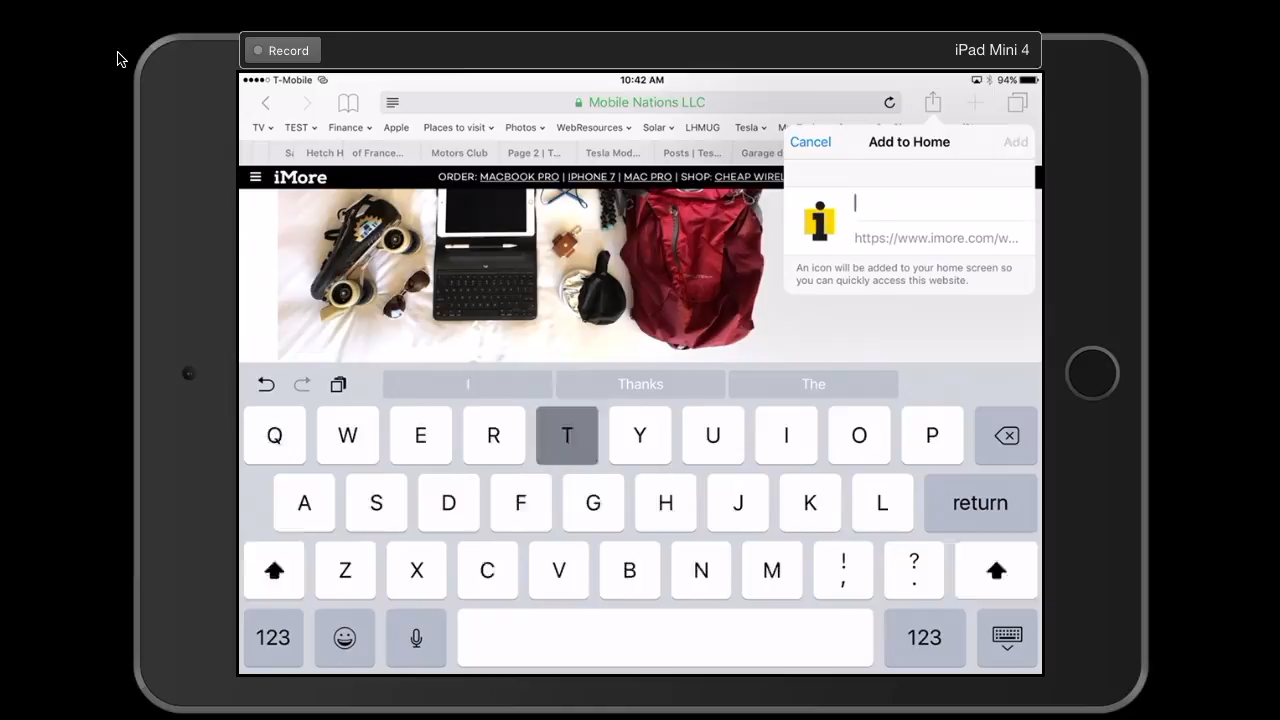 Record
iPad Mini 4
T-Mobile
10:42 AM
94%
Mobile Nations LLC
TV TEST Finance Apple Places to visit Photos WebResources Solar LHMUG Tesla
Hetch H of France... Motors Club Page 2 | T... Tesla Mod... Posts | Tes... Garage d
iMore
ORDER: MACBOOK PRO | IPHONE 7 | MAC PRO | SHOP: CHEAP WIREL
Cancel Add to Home Add
i
https://www.imore.com/w...
An icon will be added to your home screen so
you can quickly access this website.
I Thanks The
Q W E R T Y U I O P
A S D F G H J K L return
Z X C V B N M ! , ? .
123 123